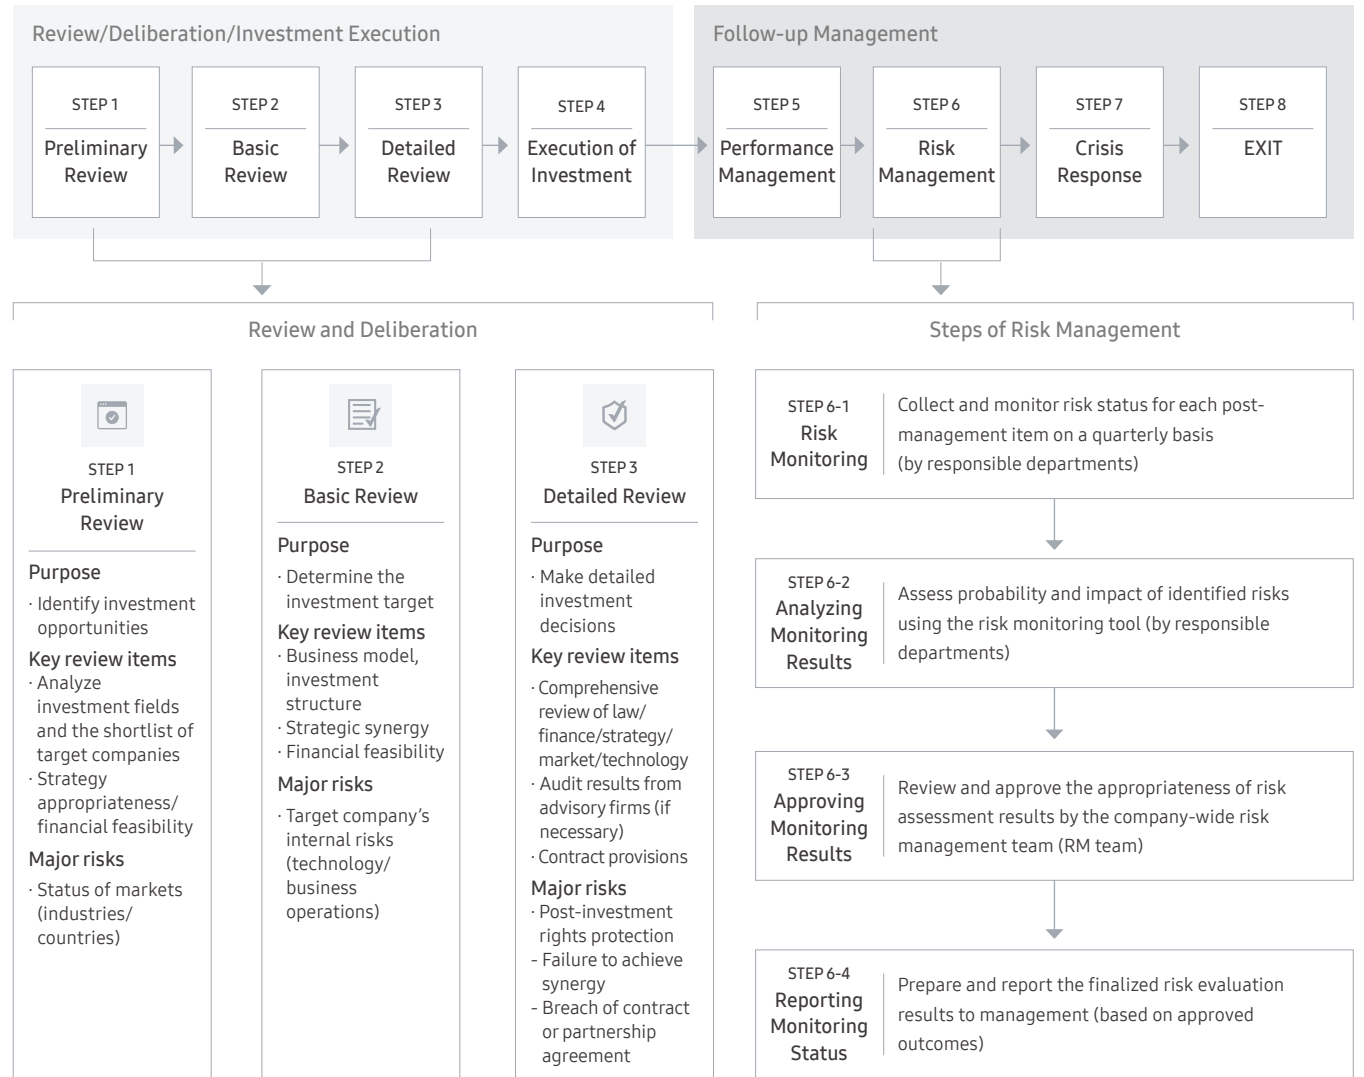 Review/Deliberation/Investment Execution
STEP 1
Preliminary
Review
STEP 2
Basic
Review
STEP 3
Detailed
Review
STEP 4
Execution of
Investment
Follow-up Management
STEP 5
Performance
Management
STEP 6
Risk
Management
STEP 7
Crisis
Response
STEP 8
EXIT
Review and Deliberation
STEP 1
Preliminary
Review
Purpose
· Identify investment
opportunities
Key review items
· Analyze
investment fields
and the shortlist of
target companies
· Strategy
appropriateness/
financial feasibility
Major risks
· Status of markets
(industries/
countries)
STEP 2
Basic Review
Purpose
· Determine the
investment target
Key review items
· Business model,
investment
structure
· Strategic synergy
· Financial feasibility
Major risks
· Target company's
internal risks
(technology/
business
operations)
STEP 3
Detailed Review
Purpose
· Make detailed
investment
decisions
Key review items
· Comprehensive
review of law/
finance/strategy/
market/technology
· Audit results from
advisory firms (if
necessary)
· Contract provisions
Major risks
· Post-investment
rights protection
- Failure to achieve
synergy
- Breach of contract
or partnership
agreement
Steps of Risk Management
STEP 6-1
Risk
Monitoring
Collect and monitor risk status for each post-
management item on a quarterly basis
(by responsible departments)
STEP 6-2
Analyzing
Monitoring
Results
Assess probability and impact of identified risks
using the risk monitoring tool (by responsible
departments)
STEP 6-3
Approving
Monitoring
Results
Review and approve the appropriateness of risk
assessment results by the company-wide risk
management team (RM team)
STEP 6-4
Reporting
Monitoring
Status
Prepare and report the finalized risk evaluation
results to management (based on approved
outcomes)